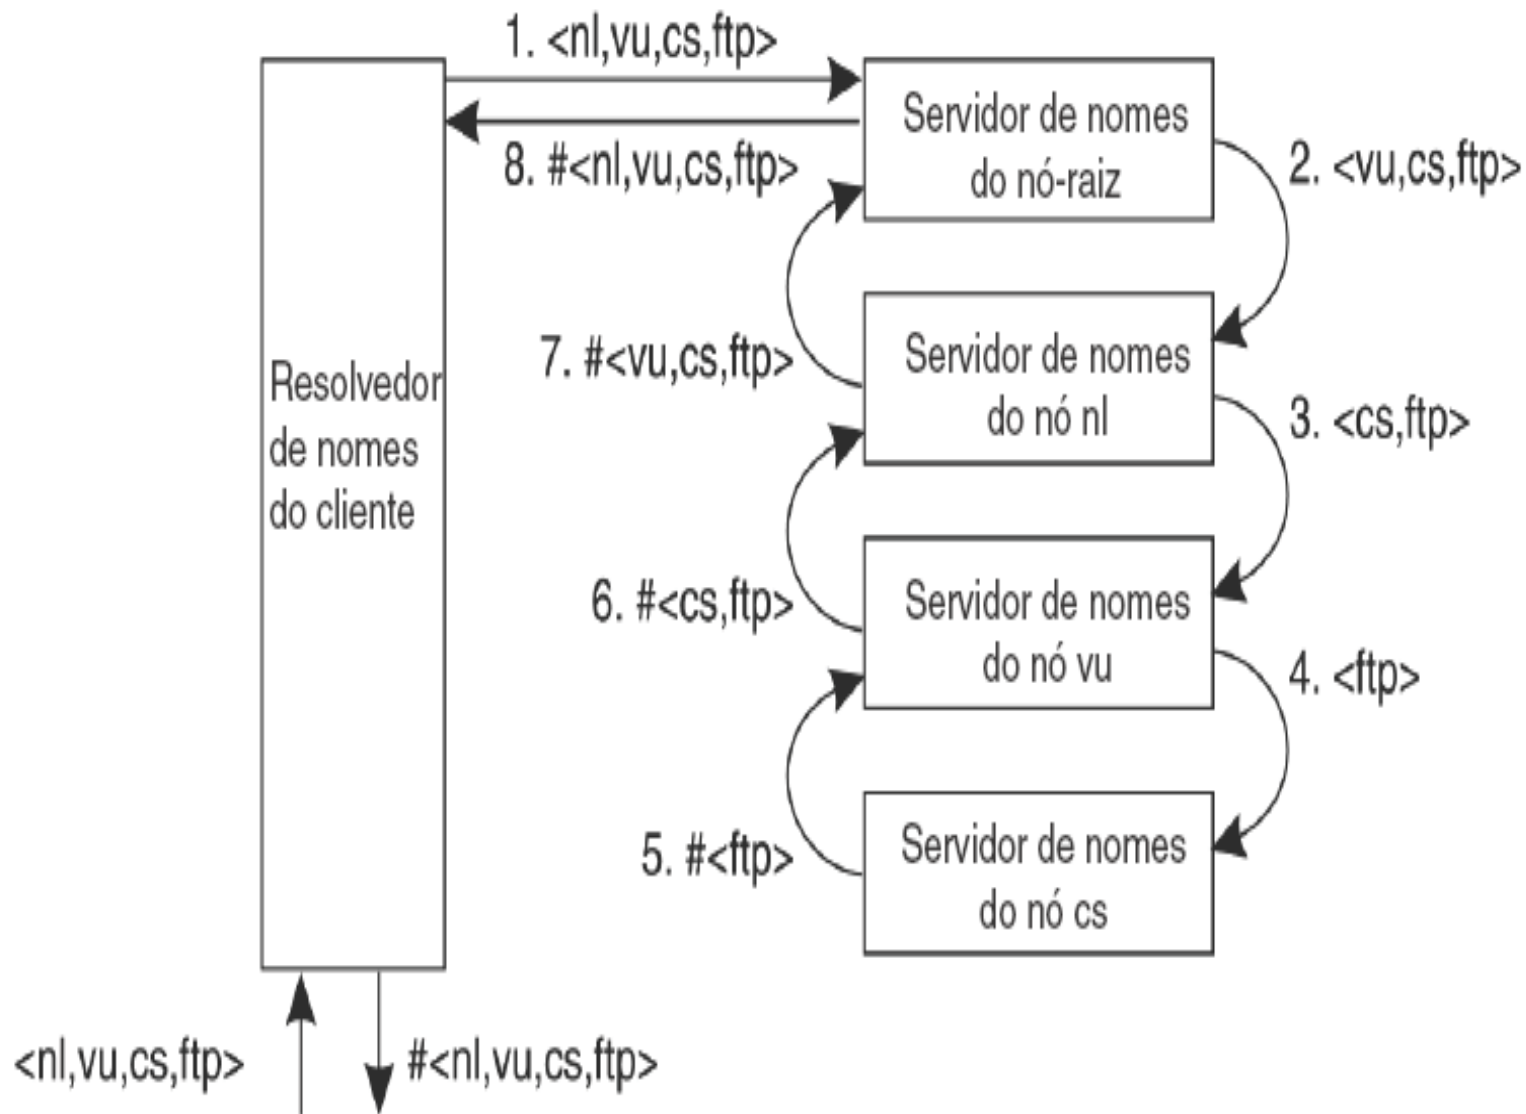 1. <nl,vu,cs,ftp>
Servidor de nomes
do nó-raiz
8. #<nl,vu,cs,ftp>
2. <vu,cs,ftp>
Resolvedor
de nomes
do cliente
7. #<vu,cs,ftp>
Servidor de nomes
do nó nl
3. <cs,ftp>
6. #<cs,ftp>
Servidor de nomes
do nó vu
4. <ftp>
5. #<ftp>
Servidor de nomes
do nó cs
<nl,vu,cs,ftp>
#<nl,vu,cs,ftp>